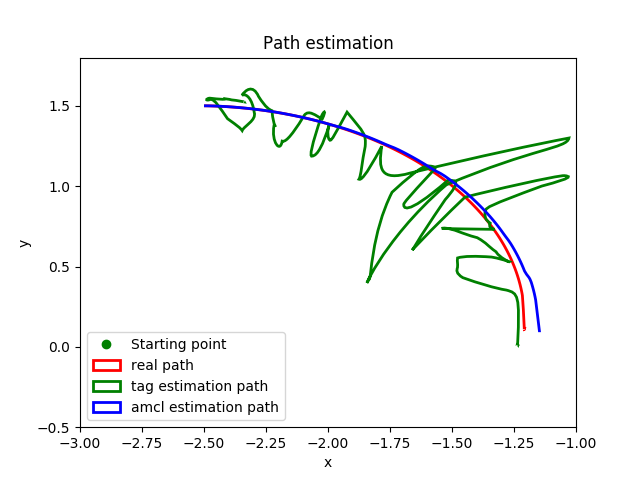 Path estimation
y
1.5
1.0
0.5
0.0
−0.5
Starting point
real path
tag estimation path
amcl estimation path
−3.00 −2.75 −2.50 −2.25 −2.00 −1.75 −1.50 −1.25 −1.00
x